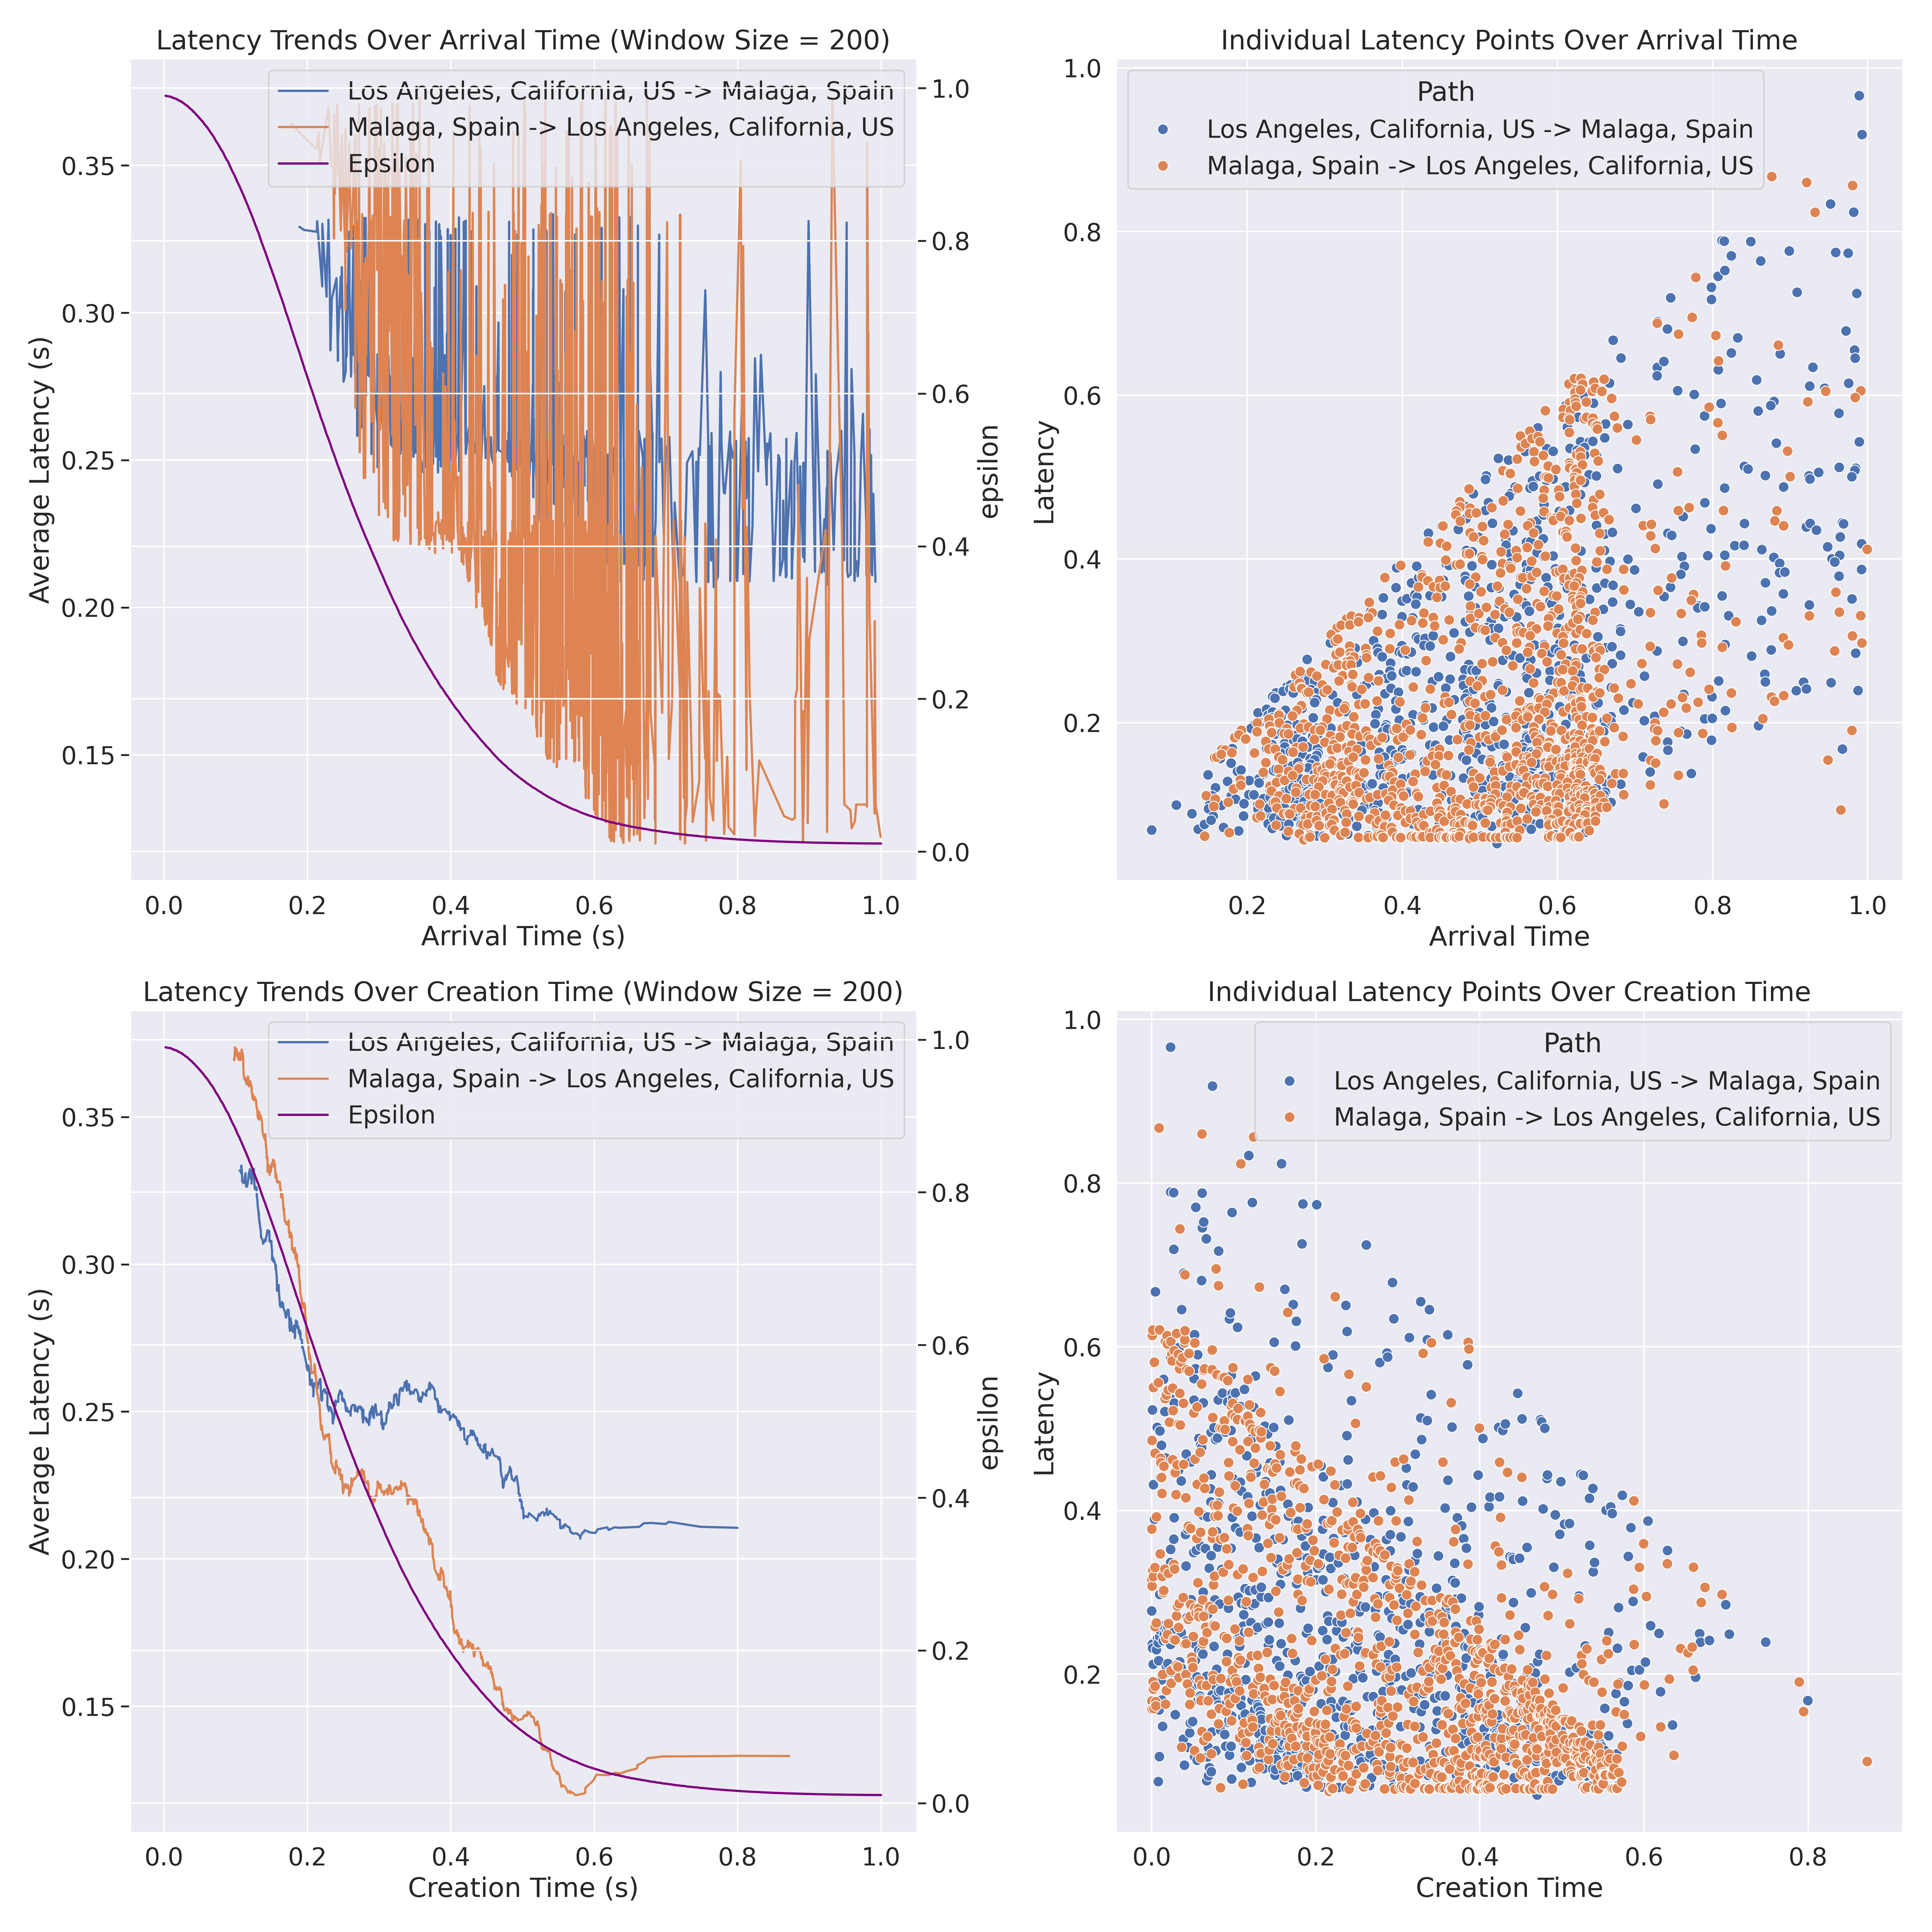 Latency Trends Over Arrival Time (Window Size = 200)
Los Angeles, California, US -> Malaga, Spain
Malaga, Spain -> Los Angeles, California, US
Epsilon
0.35
0.30
0.25
0.20
0.15
Average Latency (s)
1.0
0.8
0.6
0.4
0.2
0.0
epsilon
0.0 0.2 0.4 0.6 0.8 1.0
Arrival Time (s)
Individual Latency Points Over Arrival Time
Path
Los Angeles, California, US -> Malaga, Spain
Malaga, Spain -> Los Angeles, California, US
1.0
0.8
0.6
0.4
0.2
Latency
0.2 0.4 0.6 0.8 1.0
Arrival Time
Latency Trends Over Creation Time (Window Size = 200)
Los Angeles, California, US -> Malaga, Spain
Malaga, Spain -> Los Angeles, California, US
Epsilon
0.35
0.30
0.25
0.20
0.15
Average Latency (s)
1.0
0.8
0.6
0.4
0.2
0.0
epsilon
0.0 0.2 0.4 0.6 0.8 1.0
Creation Time (s)
Individual Latency Points Over Creation Time
Path
Los Angeles, California, US -> Malaga, Spain
Malaga, Spain -> Los Angeles, California, US
1.0
0.8
0.6
0.4
0.2
Latency
0.0 0.2 0.4 0.6 0.8
Creation Time